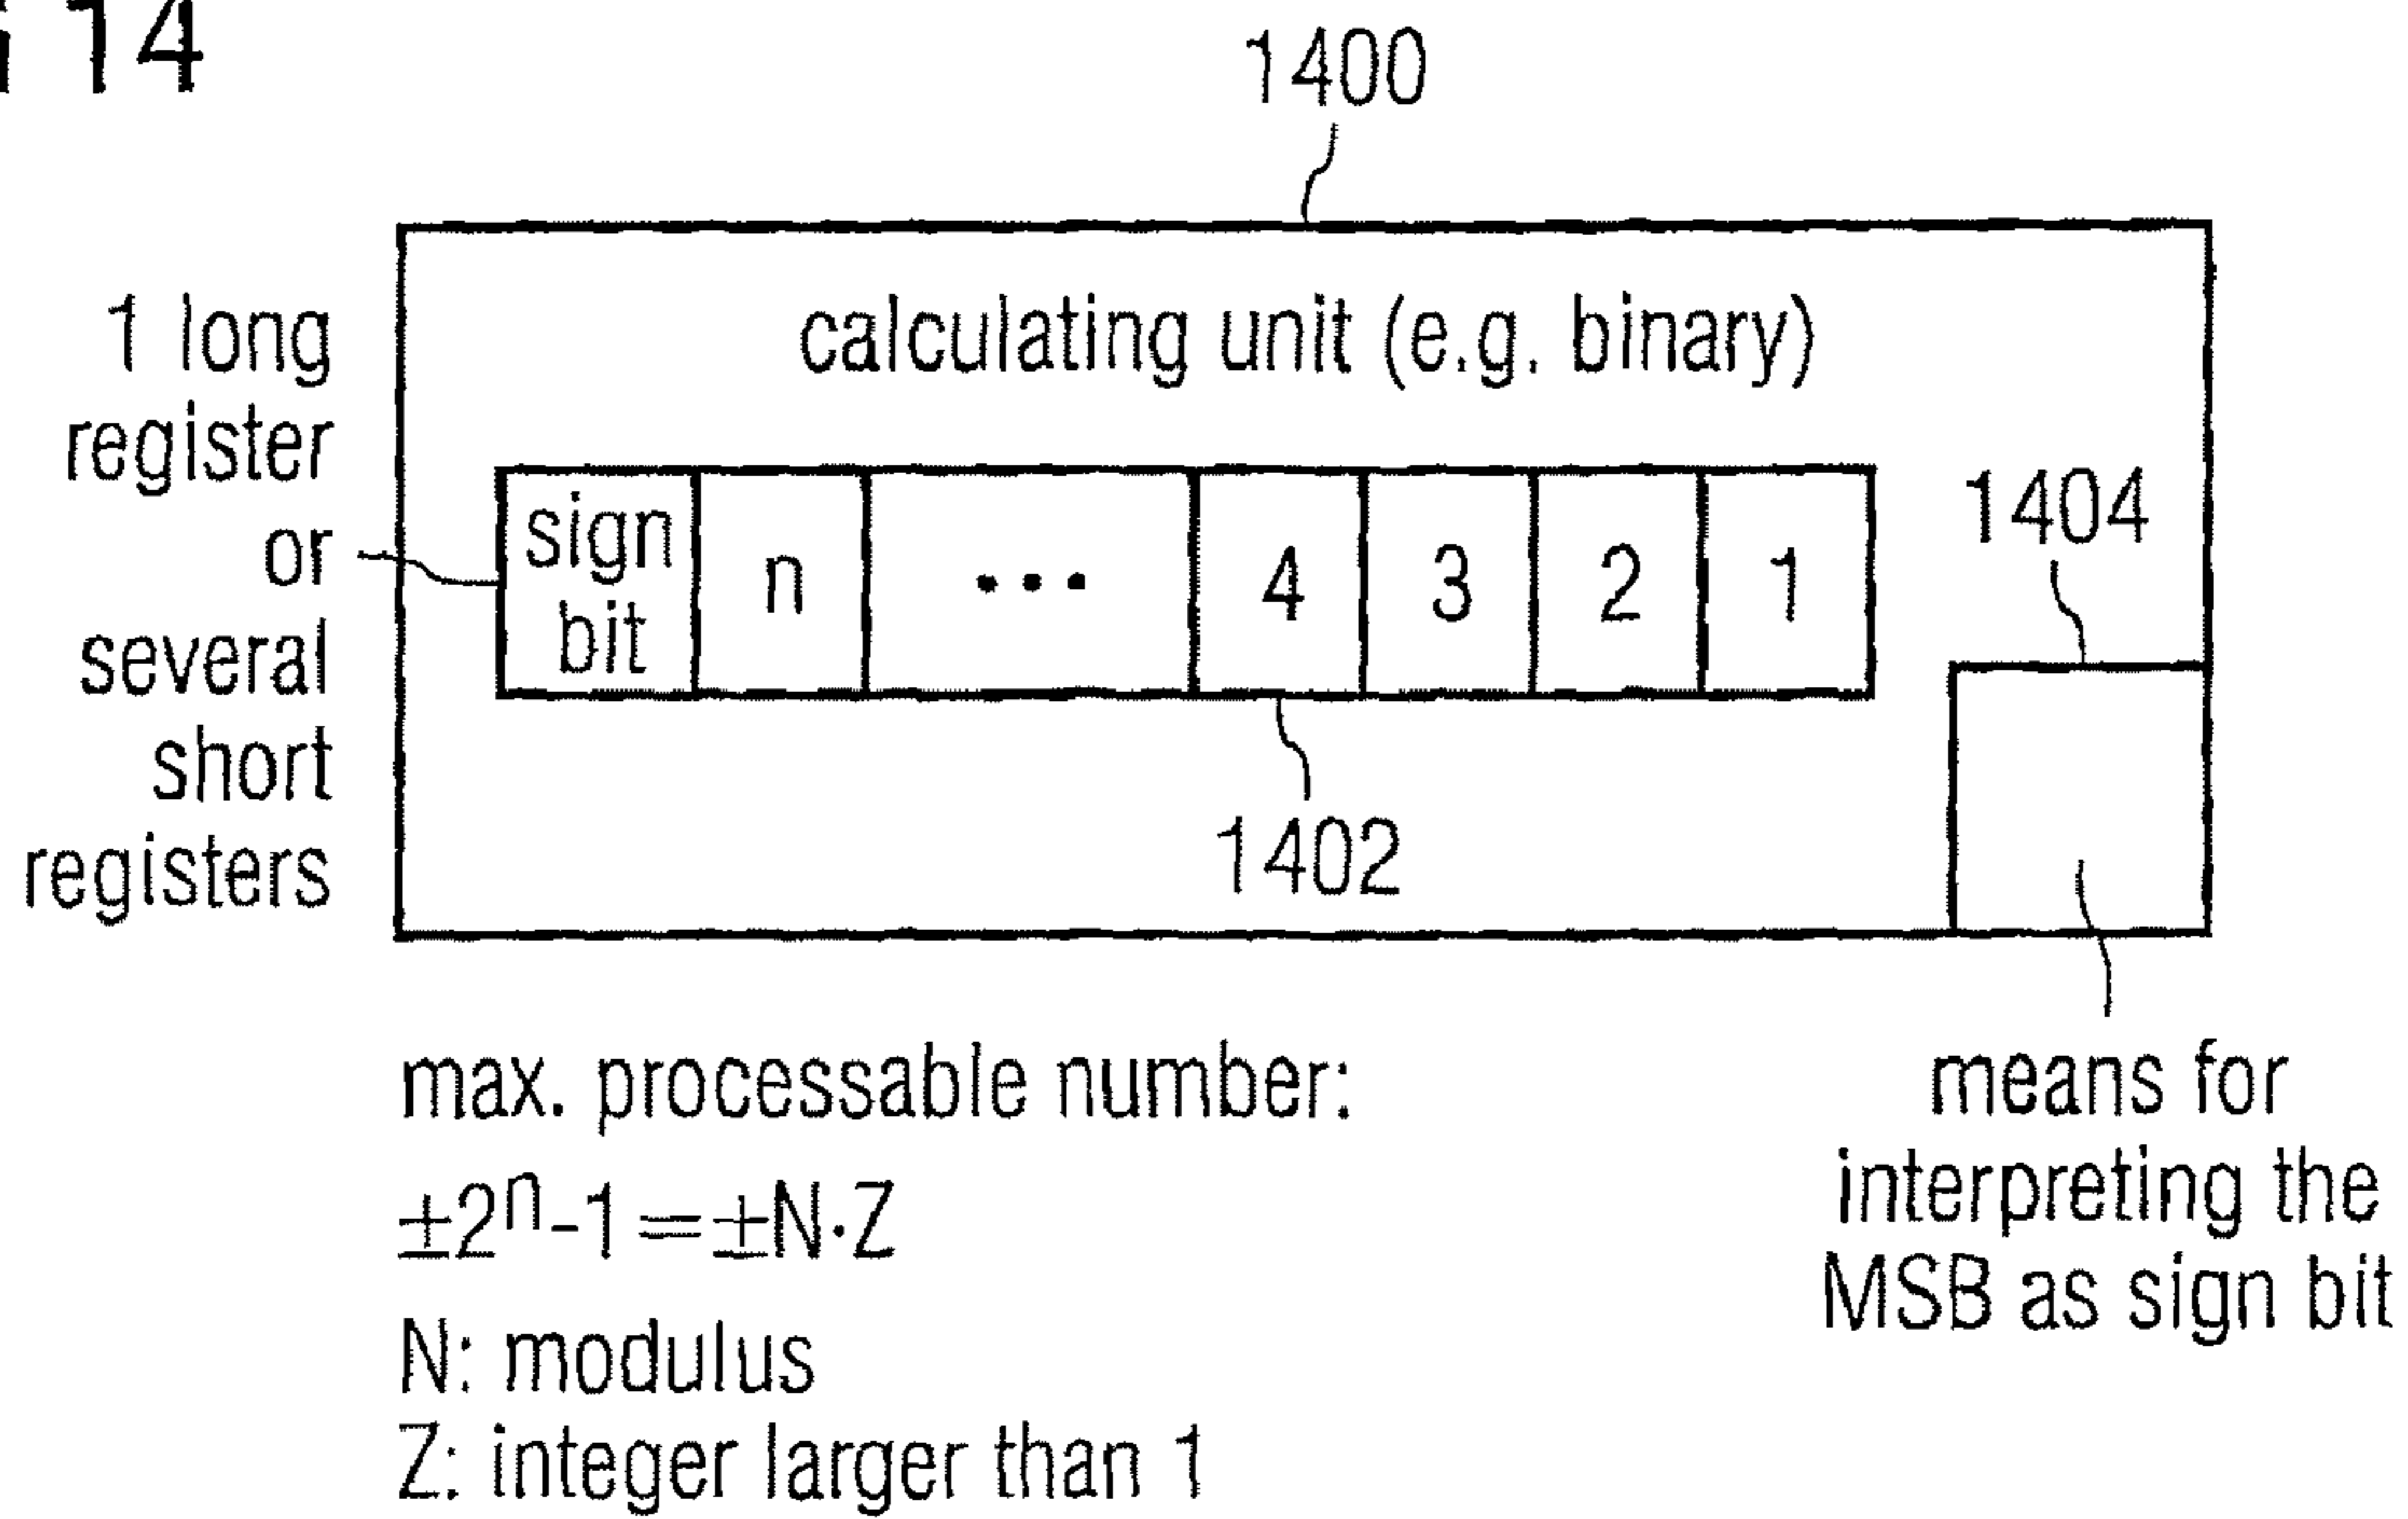 14
1400
calculating unit (e.g. binary)
1 long
register
or
several
short
registers
sign
bit
n
...
4
3
2
1
1404
1402
max. processable number:
±2ⁿ-1=±N·Z
N: modulus
Z: integer larger than 1
means for
interpreting the
MSB as sign bit